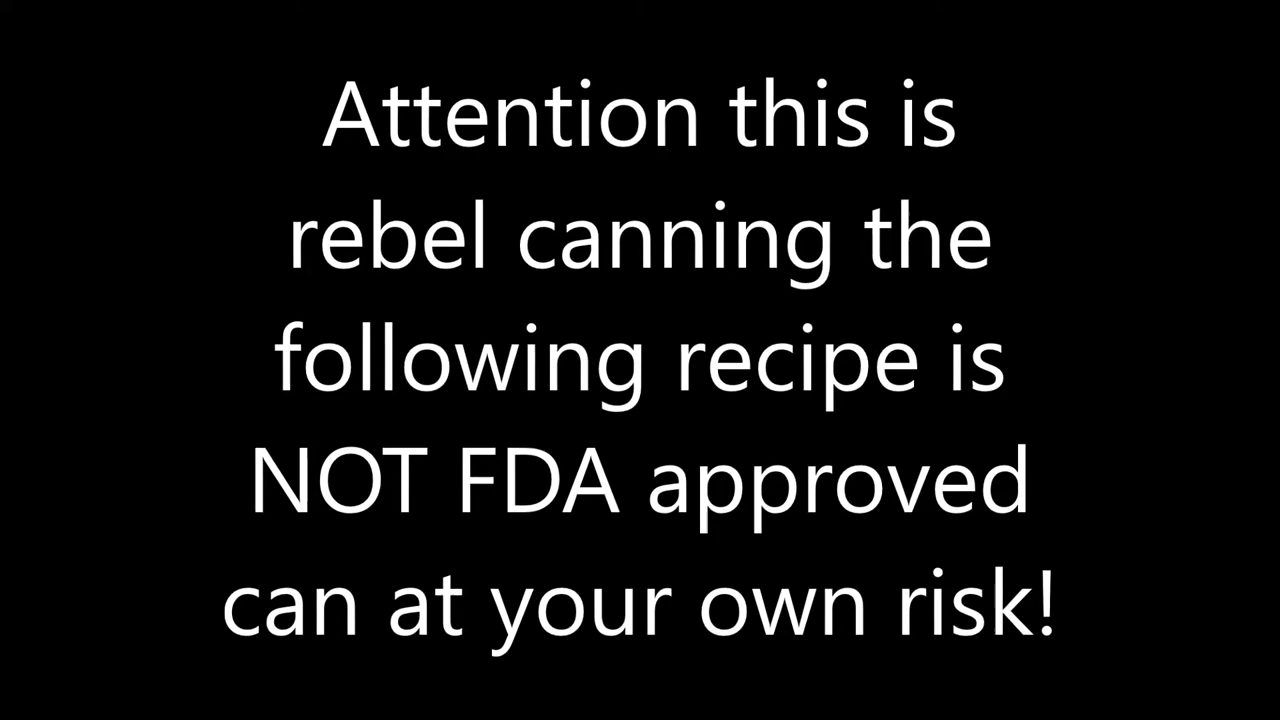 Attention this is
rebel canning the
following recipe is
NOT FDA approved
can at your own risk!